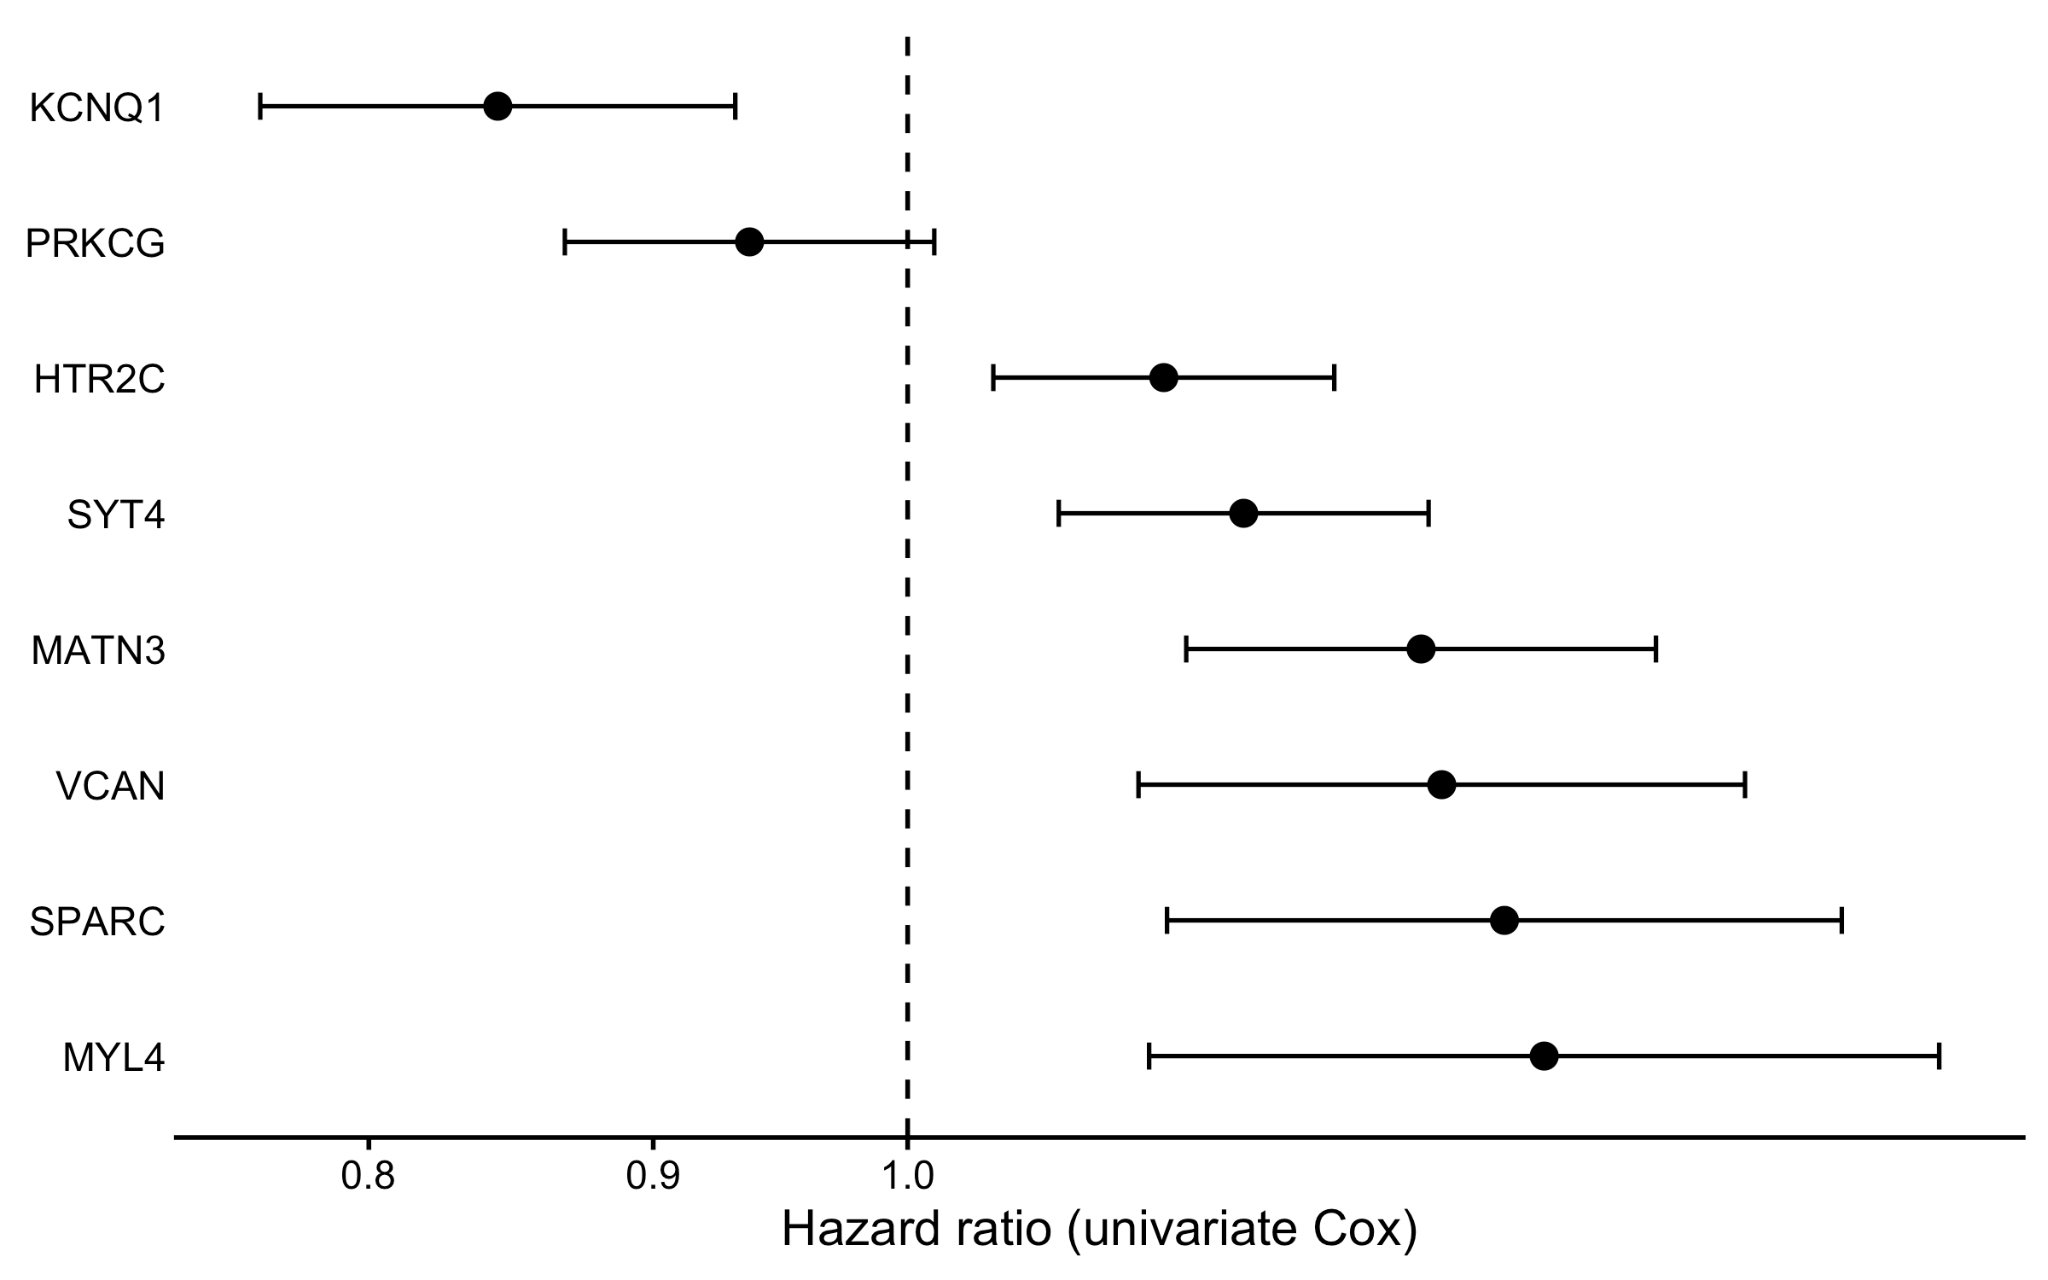 KCNQ1
PRKCG
HTR2C
SYT4
MATN3
VCAN
SPARC
MYL4
0.8 0.9 1.0
Hazard ratio (univariate Cox)